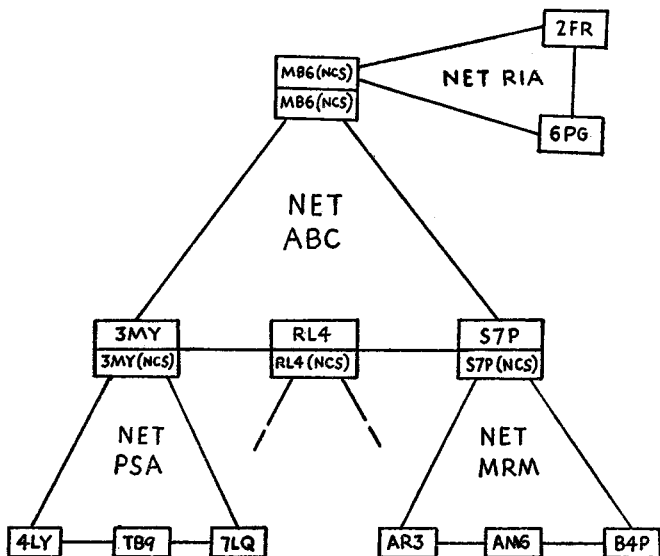 2FR
MB6(NCS)
NET RIA
MB6(NCS)
6PG
NET
ABC
3MY
RL4
S7P
3MY(NCS)
RL4(NCS)
S7P(NCS)
NET
PSA
NET
MRM
4LY
TB9
7LQ
AR3
AN6
B4P